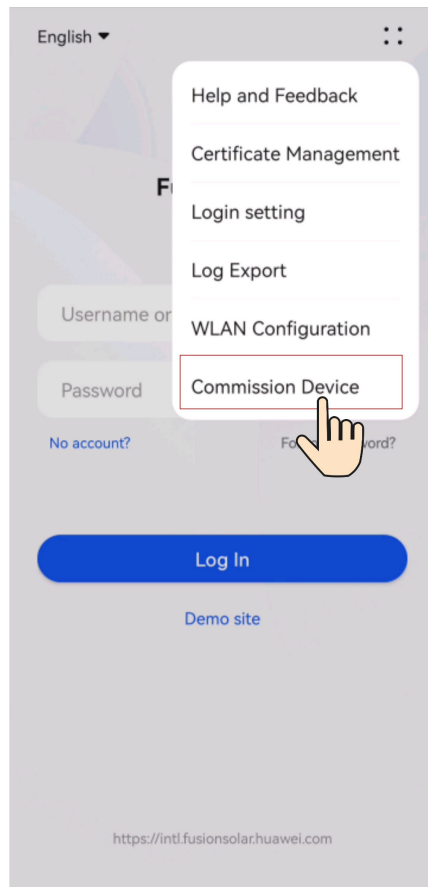 English
Help and Feedback
Certificate Management
Login setting
Log Export
Username or
WLAN Configuration
Password
Commission Device
No account?
Log In
Demo site
https://intl.fusionsolar.huawei.com